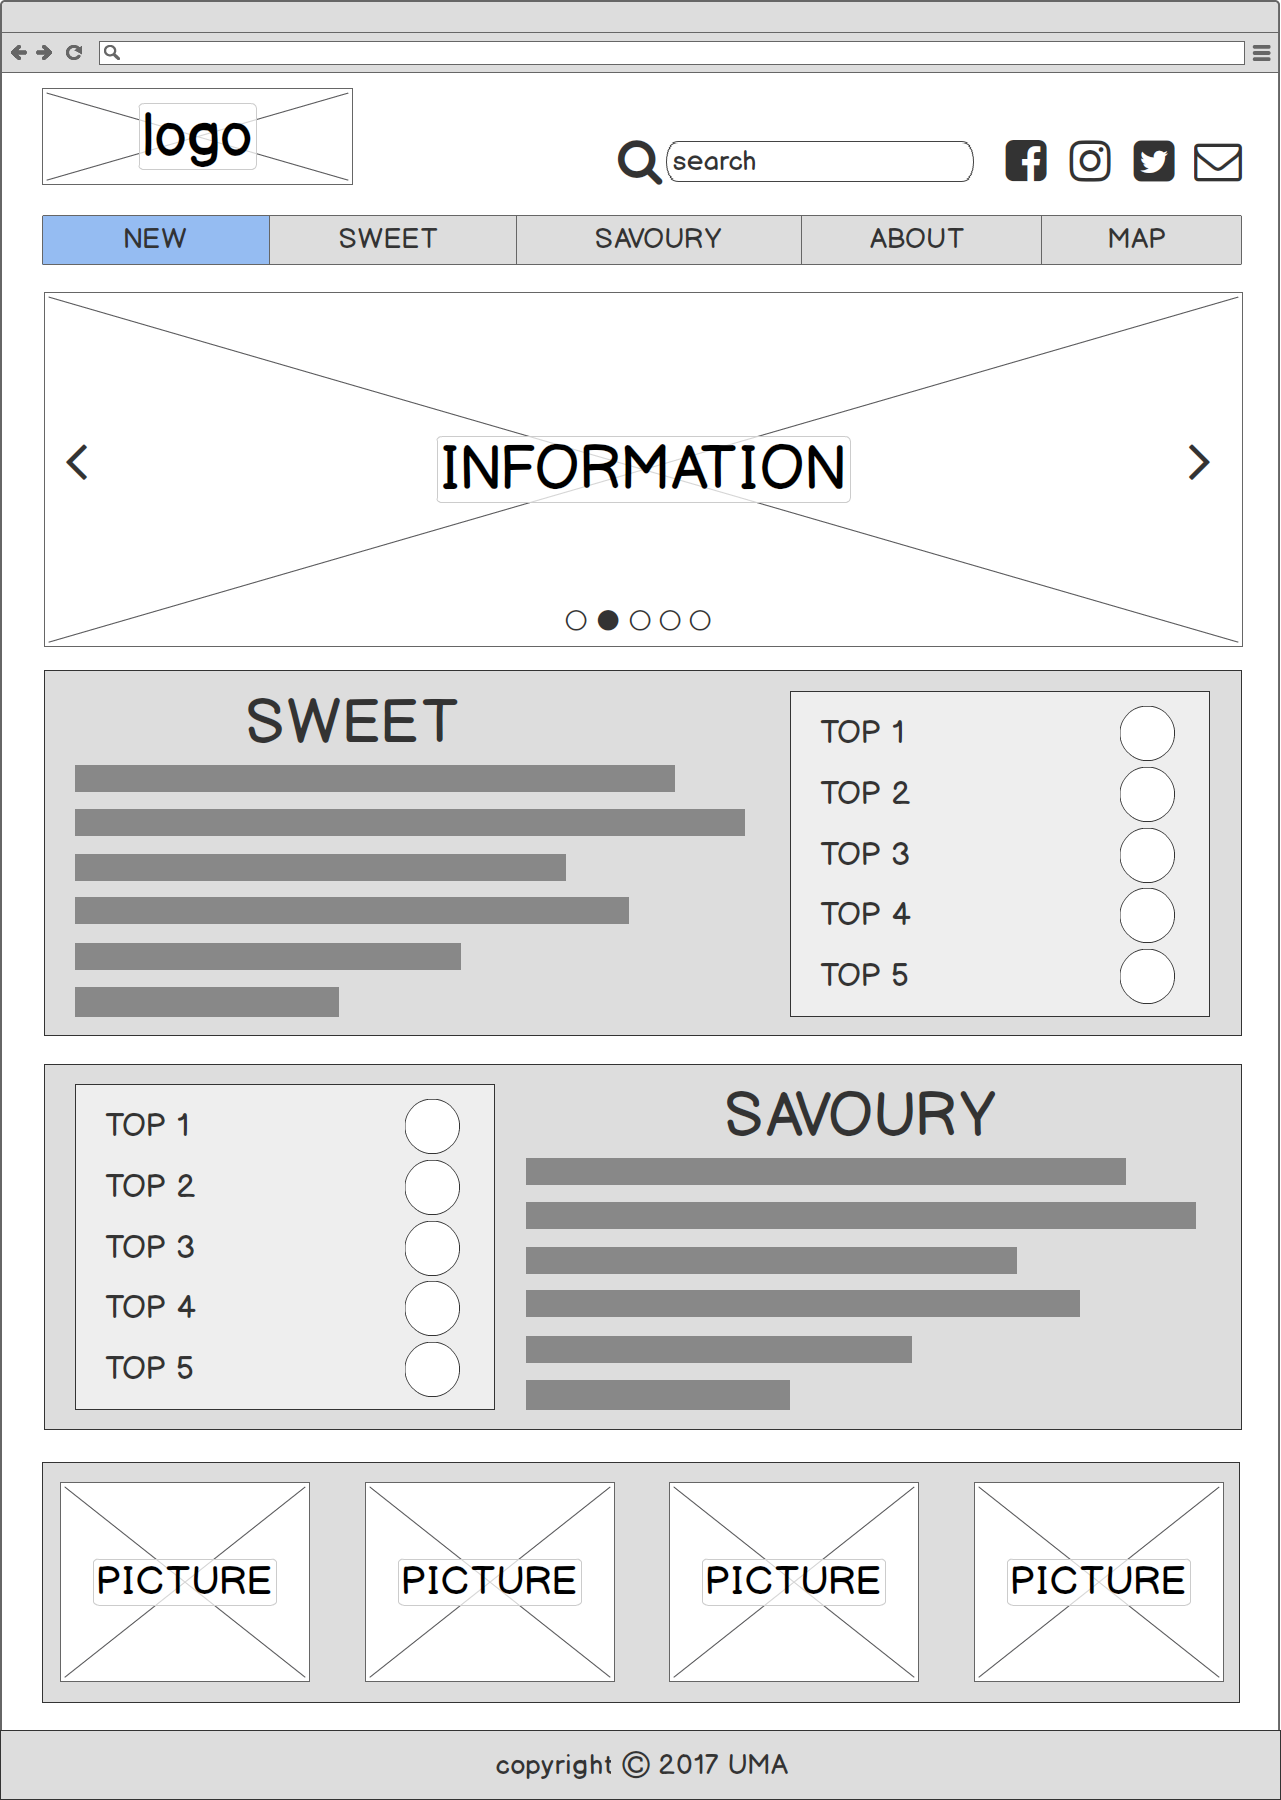 logo
search
NEW SWEET SAVOURY ABOUT MAP
INFORMATION
SWEET
TOP 1
TOP 2
TOP 3
TOP 4
TOP 5
TOP 1
TOP 2
TOP 3
TOP 4
TOP 5
SAVOURY
PICTURE PICTURE PICTURE PICTURE
copyright © 2017 UMA